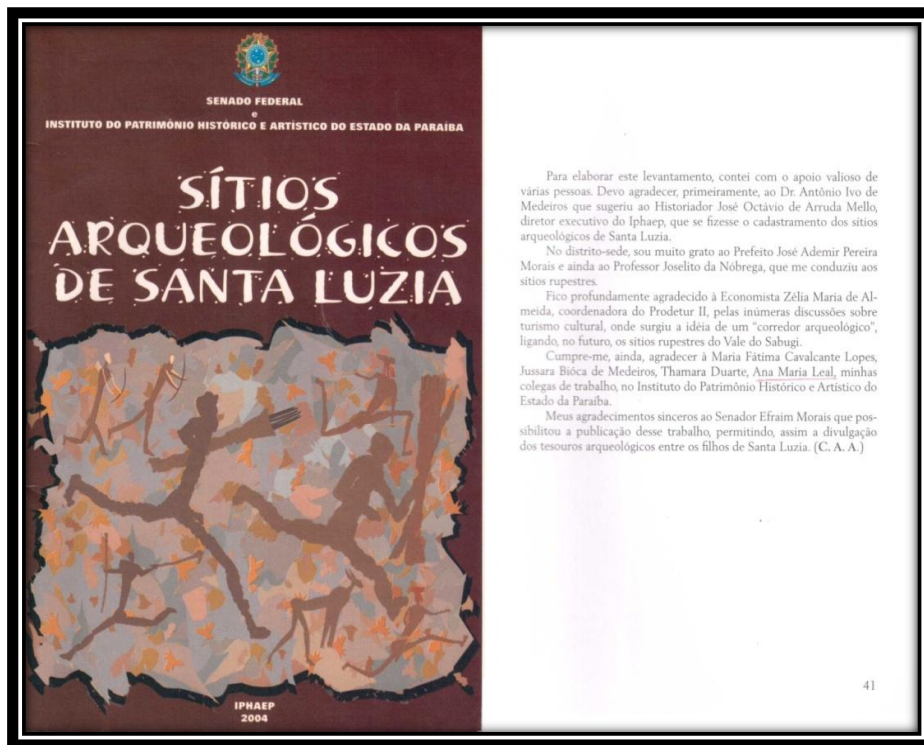 SENADO FEDERAL
e
INSTITUTO DO PATRIMÔNIO HISTÓRICO E ARTÍSTICO DO ESTADO DA PARAÍBA
SÍTIOS
ARQUEOLÓGICOS
DE SANTA LUZIA
IPHAEP
2004
Para elaborar este levantamento, contei com o apoio valioso de
várias pessoas. Devo agradecer, primeiramente, ao Dr. Antônio Ivo de
Medeiros que sugeriu ao Historiador José Octávio de Arruda Mello,
diretor executivo do Iphaep, que se fizesse o cadastramento dos sítios
arqueológicos de Santa Luzia.
No distrito-sede, sou muito grato ao Prefeito José Ademir Pereira
Morais e ainda ao Professor Joselito da Nóbrega, que me conduziu aos
sítios rupestres.
Fico profundamente agradecido à Economista Zélia Maria de Al-
meida, coordenadora do Prodetur II, pelas inúmeras discussões sobre
turismo cultural, onde surgiu a idéia de um "corredor arqueológico",
ligando, no futuro, os sítios rupestres do Vale do Sabugi.
Cumpre-me, ainda, agradecer à Maria Fátima Cavalcante Lopes,
Jussara Bióca de Medeiros, Thamara Duarte, Ana Maria Leal, minhas
colegas de trabalho, no Instituto do Patrimônio Histórico e Artístico do
Estado da Paraíba.
Meus agradecimentos sinceros ao Senador Efraim Morais que pos-
sibilitou a publicação desse trabalho, permitindo, assim a divulgação
dos tesouros arqueológicos entre os filhos de Santa Luzia. (C. A. A.)
41